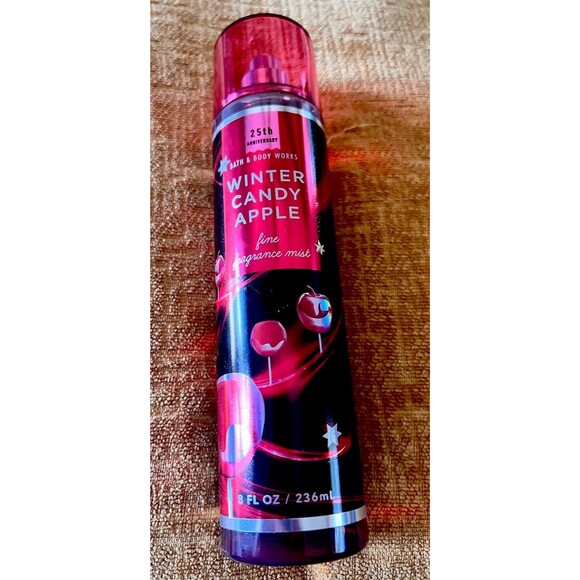 25th
ANNIVERSARY
BATH & BODY WORKS
WINTER
CANDY
APPLE
fine
fragrance mist
8 FL OZ / 236mL